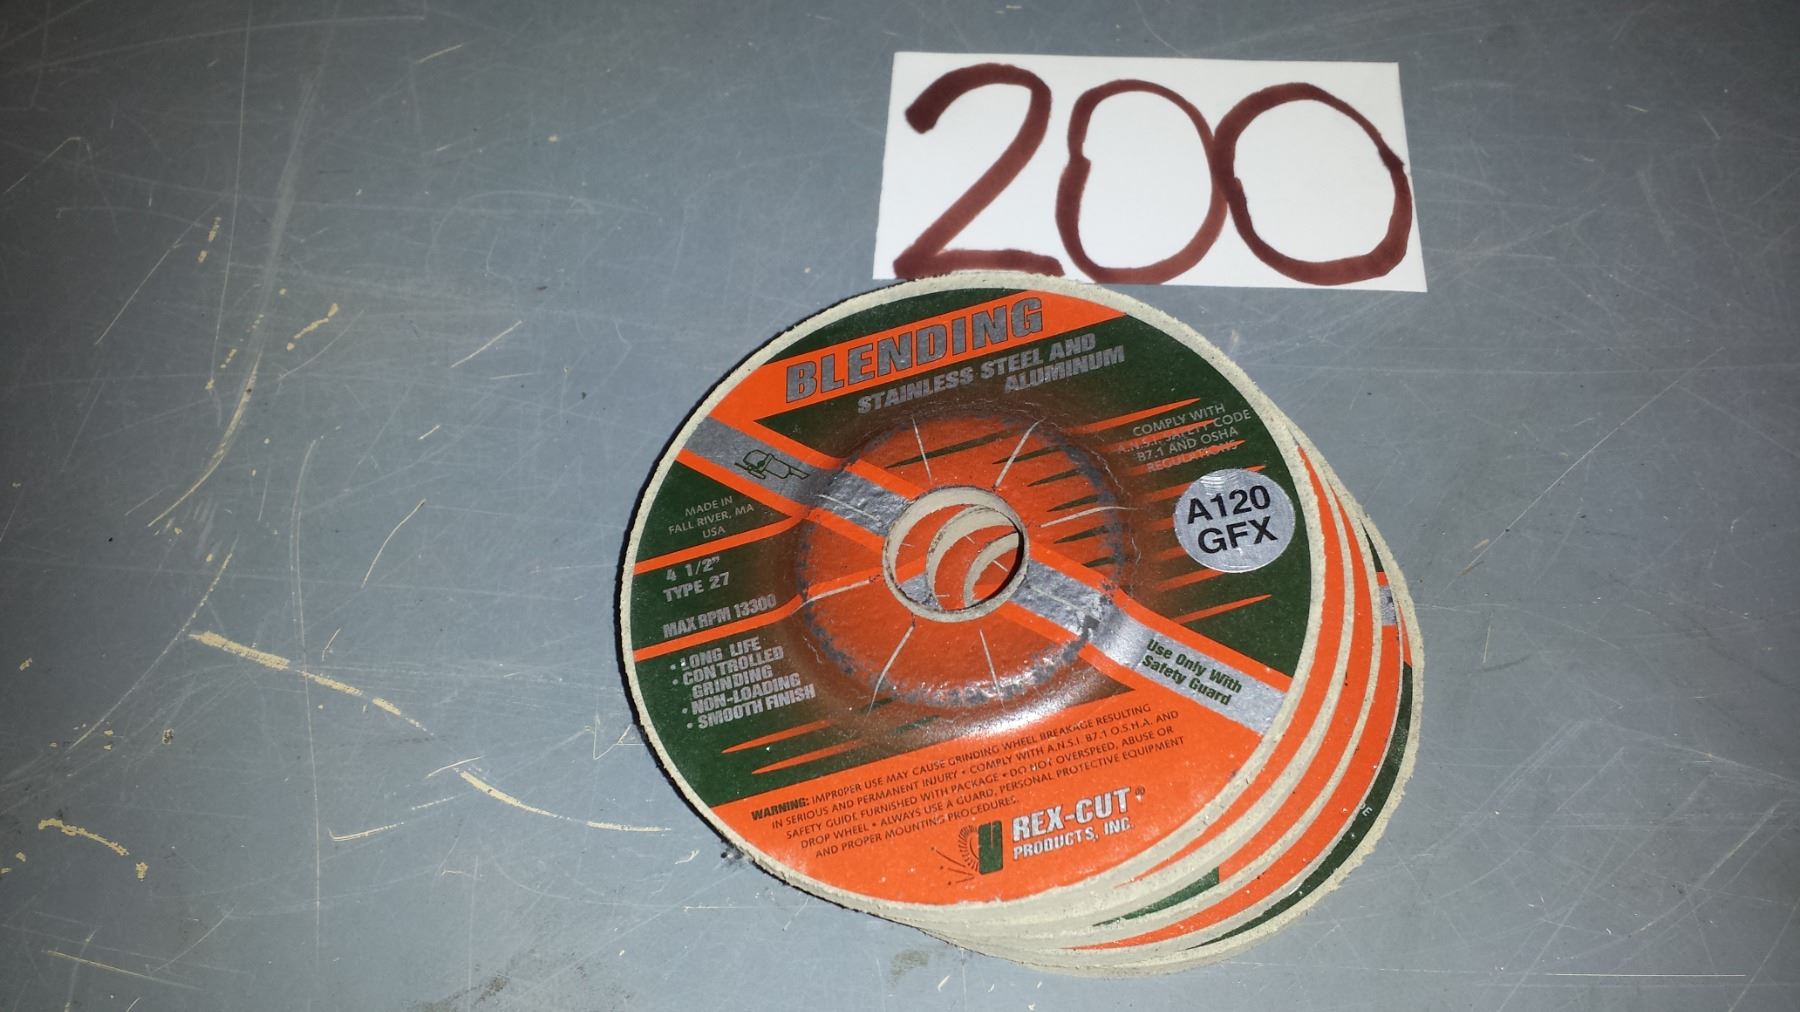 200
BLENDING
STAINLESS STEEL AND
ALUMINUM
COMPLY WITH
A.N.S.I. SAFETY CODE
B7.1 AND OSHA
REGULATIONS
A120
GFX
MADE IN
FALL RIVER, MA
USA
4 1/2"
TYPE 27
MAX RPM 13300
• LONG LIFE
• CONTROLLED
GRINDING
• NON-LOADING
• SMOOTH FINISH
Use Only With
Safety Guard
WARNING: IMPROPER USE MAY CAUSE GRINDING WHEEL BREAKAGE RESULTING
IN SERIOUS AND PERMANENT INJURY • COMPLY WITH A.N.S.I. B7.1 O.S.H.A. AND
SAFETY GUIDE FURNISHED WITH PACKAGE • DO NOT OVERSPEED, ABUSE OR
DROP WHEEL • ALWAYS USE A GUARD, PERSONAL PROTECTIVE EQUIPMENT
AND PROPER MOUNTING PROCEDURES.
REX-CUT®
PRODUCTS, INC.